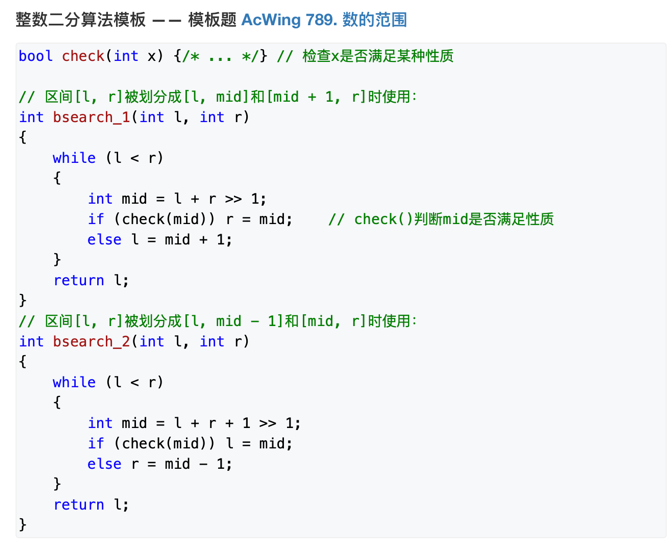 整数二分算法模板 —— 模板题 AcWing 789. 数的范围
bool check(int x) {/* ... */} // 检查x是否满足某种性质
// 区间[l, r]被划分成[l, mid]和[mid + 1, r]时使用：
int bsearch_1(int l, int r)
{
    while (l < r)
    {
        int mid = l + r >> 1;
        if (check(mid)) r = mid;    // check()判断mid是否满足性质
        else l = mid + 1;
    }
    return l;
}
// 区间[l, r]被划分成[l, mid - 1]和[mid, r]时使用：
int bsearch_2(int l, int r)
{
    while (l < r)
    {
        int mid = l + r + 1 >> 1;
        if (check(mid)) l = mid;
        else r = mid - 1;
    }
    return l;
}